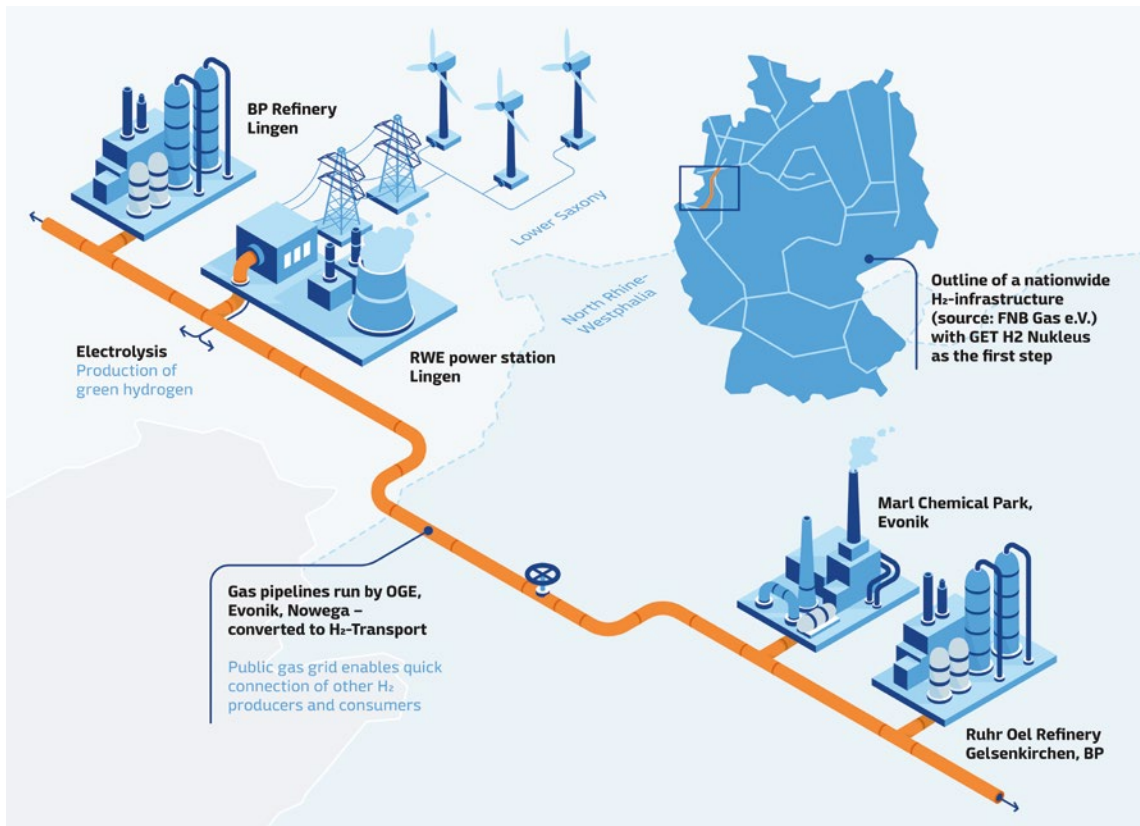 BP Refinery
Lingen
Lower Saxony
North Rhine-
Westphalia
Outline of a nationwide
H₂-infrastructure
(source: FNB Gas e.V.)
with GET H2 Nukleus
as the first step
Electrolysis
Production of
green hydrogen
RWE power station
Lingen
Marl Chemical Park,
Evonik
Gas pipelines run by OGE,
Evonik, Nowega –
converted to H₂-Transport
Public gas grid enables quick
connection of other H₂
producers and consumers
Ruhr Oel Refinery
Gelsenkirchen, BP